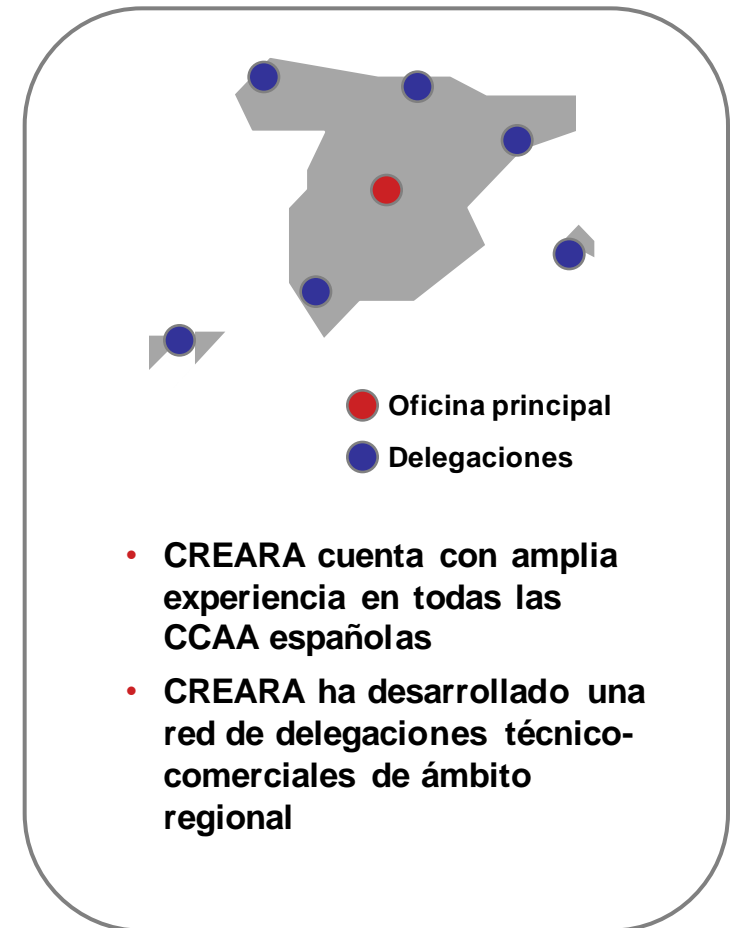 Oficina principal
Delegaciones
• CREARA cuenta con amplia
experiencia en todas las
CCAA españolas
• CREARA ha desarrollado una
red de delegaciones técnico-
comerciales de ámbito
regional